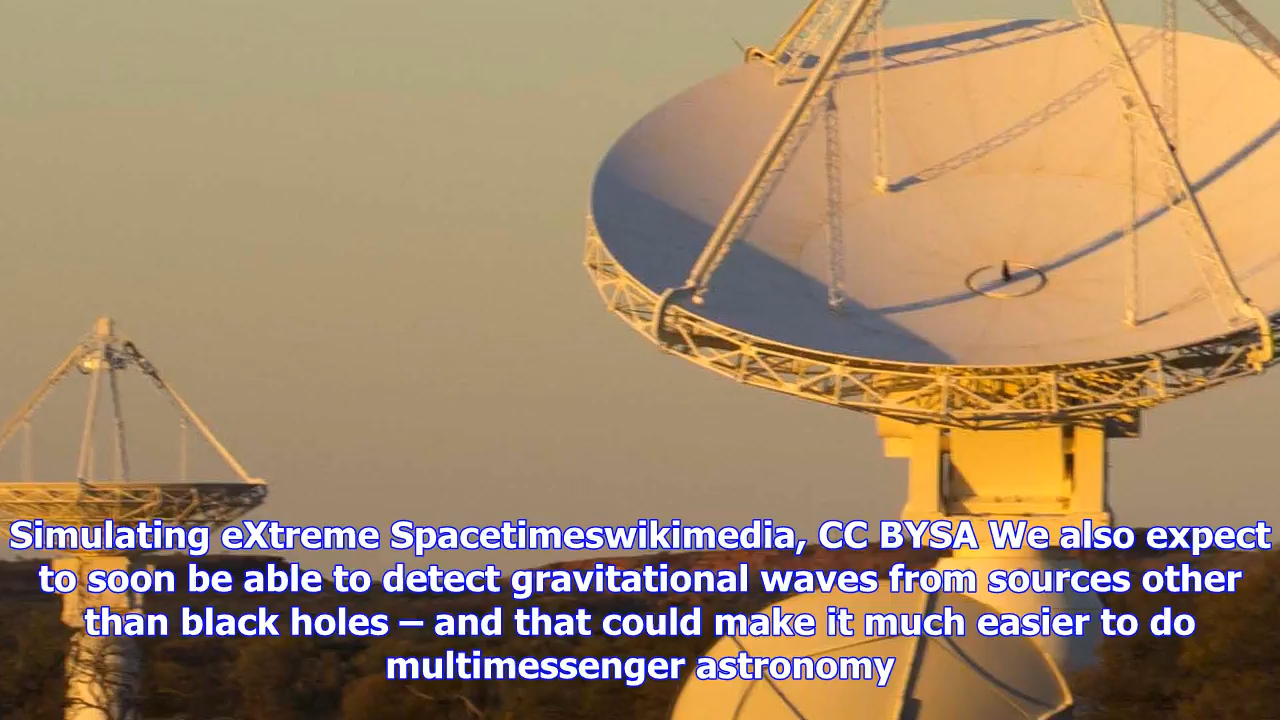 Simulating eXtreme Spacetimeswikimedia, CC BYSA We also expect
to soon be able to detect gravitational waves from sources other
than black holes – and that could make it much easier to do
multimessenger astronomy